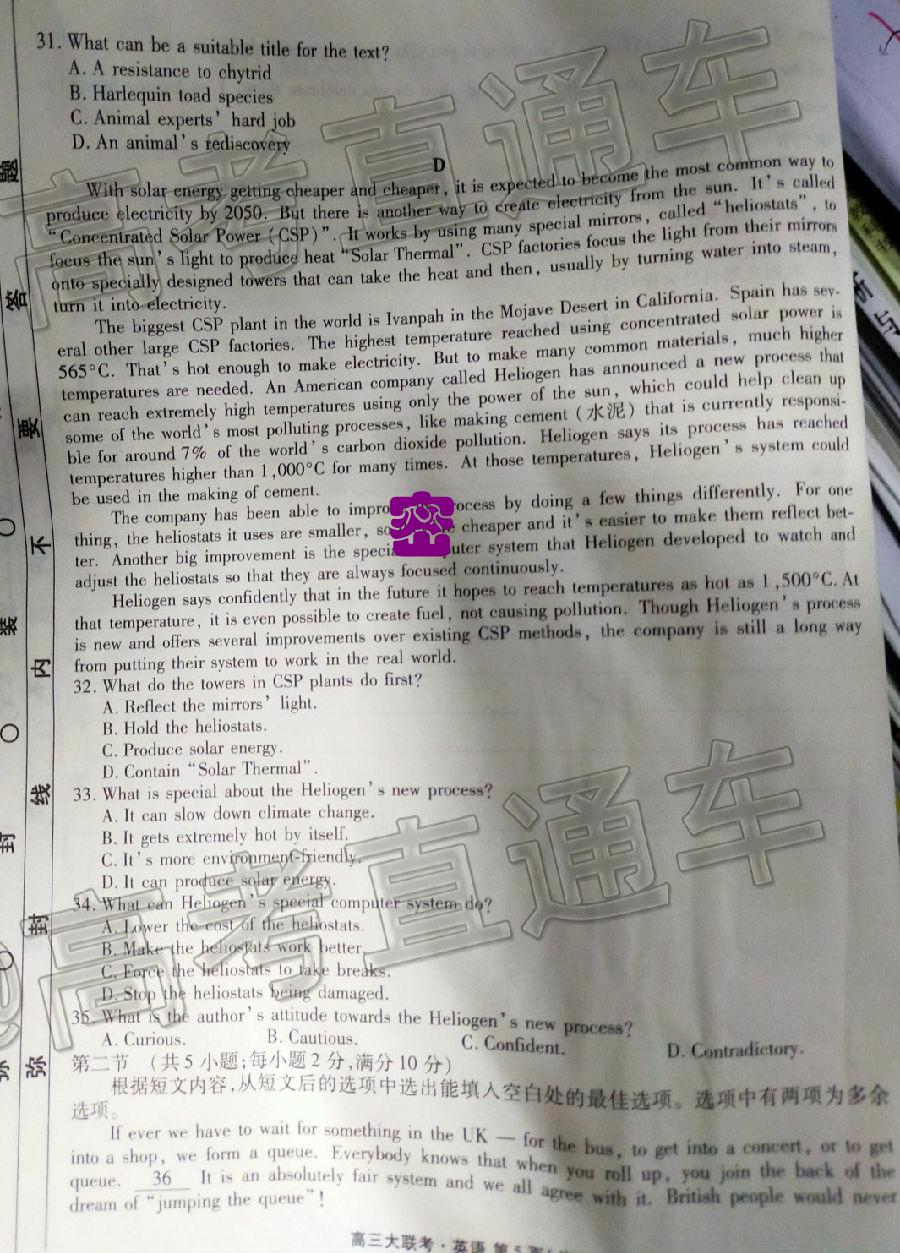 31. What can be a suitable title for the text?
A. A resistance to chytrid
B. Harlequin toad species
C. Animal experts' hard job
D. An animal's rediscovery
D
With solar energy getting cheaper and cheaper, it is expected to become the most common way to
produce electricity by 2050. But there is another way to create electricity from the sun. It's called
"Concentrated Solar Power (CSP)". It works by using many special mirrors, called "heliostats", to
focus the sun's light to produce heat "Solar Thermal". CSP factories focus the light from their mirrors
onto specially designed towers that can take the heat and then, usually by turning water into steam,
turn it into electricity.
The biggest CSP plant in the world is Ivanpah in the Mojave Desert in California. Spain has sev-
eral other large CSP factories. The highest temperature reached using concentrated solar power is
565°C. That's hot enough to make electricity. But to make many common materials, much higher
temperatures are needed. An American company called Heliogen has announced a new process that
can reach extremely high temperatures using only the power of the sun, which could help clean up
some of the world's most polluting processes, like making cement (水泥) that is currently responsi-
ble for around 7% of the world's carbon dioxide pollution. Heliogen says its process has reached
temperatures higher than 1,000°C for many times. At those temperatures, Heliogen's system could
be used in the making of cement.
The company has been able to impro ocess by doing a few things differently. For one
thing, the heliostats it uses are smaller, so cheaper and it's easier to make them reflect bet-
ter. Another big improvement is the specia uter system that Heliogen developed to watch and
adjust the heliostats so that they are always focused continuously.
Heliogen says confidently that in the future it hopes to reach temperatures as hot as 1,500°C. At
that temperature, it is even possible to create fuel, not causing pollution. Though Heliogen's process
is new and offers several improvements over existing CSP methods, the company is still a long way
from putting their system to work in the real world.
32. What do the towers in CSP plants do first?
A. Reflect the mirrors' light.
B. Hold the heliostats.
C. Produce solar energy.
D. Contain "Solar Thermal".
33. What is special about the Heliogen's new process?
A. It can slow down climate change.
B. It gets extremely hot by itself.
C. It's more environment-friendly.
D. It can produce solar energy.
34. What can Heliogen's special computer system do?
A. Lower the cost of the heliostats.
B. Make the heliostats work better.
C. Force the heliostats to take breaks.
D. Stop the heliostats being damaged.
35. What is the author's attitude towards the Heliogen's new process?
A. Curious. B. Cautious. C. Confident. D. Contradictory.
第二节 (共5小题;每小题2分,满分10分)
根据短文内容,从短文后的选项中选出能填入空白处的最佳选项。选项中有两项为多余
选项。
If ever we have to wait for something in the UK — for the bus, to get into a concert, or to get
into a shop, we form a queue. Everybody knows that when you roll up, you join the back of the
queue. 36 It is an absolutely fair system and we all agree with it. British people would never
dream of "jumping the queue"!
高三大联考·英语 第5页
题
答
要
不
内
线
封
弥
装
封
高考直通车
@高考直通车